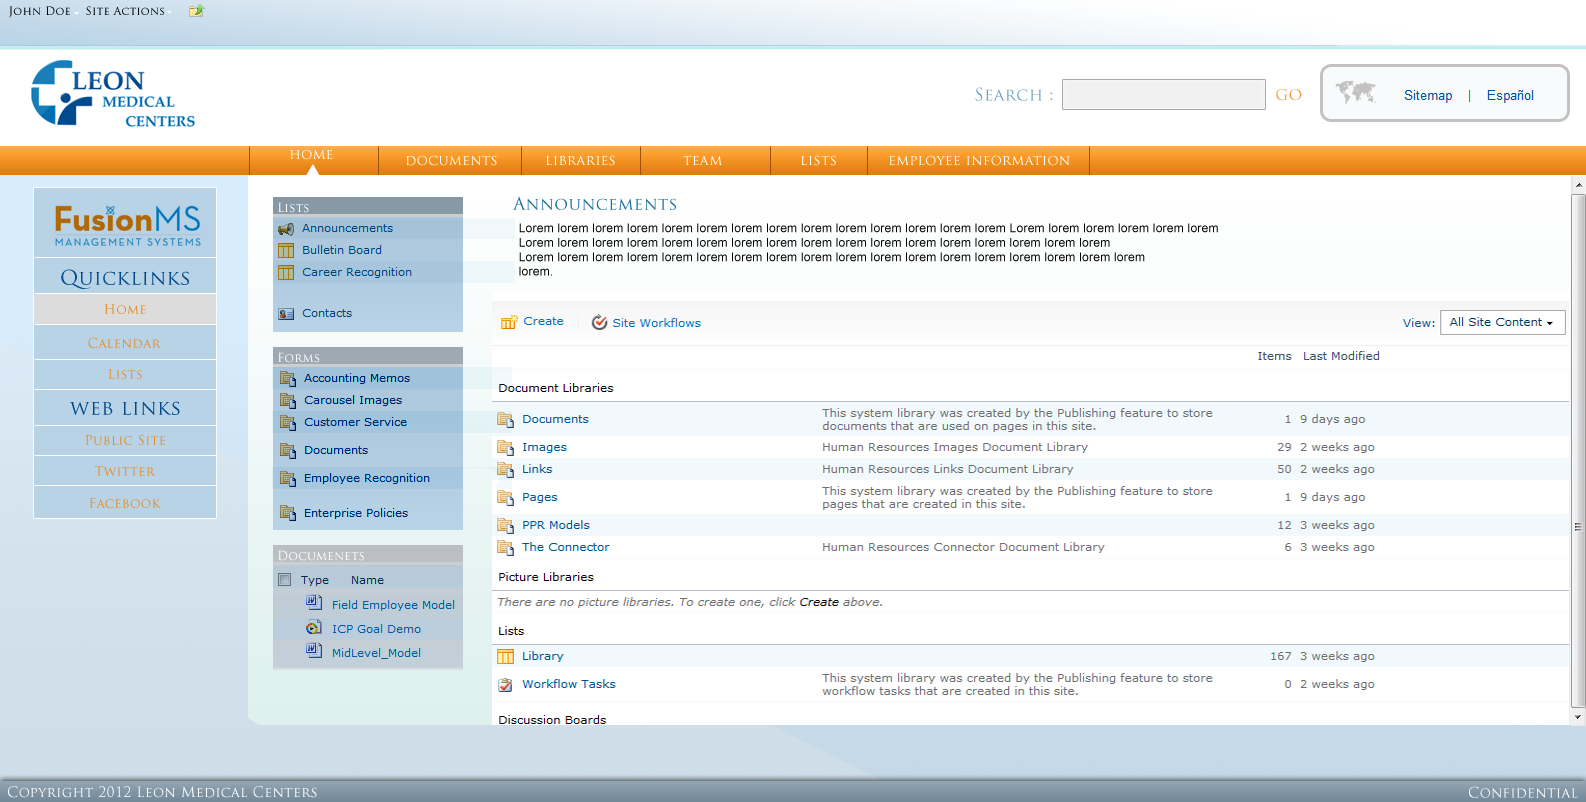 John Doe Site Actions
LEON
MEDICAL
CENTERS
Search :
GO
Sitemap | Español
HOME
DOCUMENTS
LIBRARIES
TEAM
LISTS
EMPLOYEE INFORMATION
FusionMS
MANAGEMENT SYSTEMS
Quicklinks
Home
Calendar
Lists
WEB LINKS
Public Site
Twitter
Facebook
Lists
Announcements
Bulletin Board
Career Recognition
Contacts
Forms
Accounting Memos
Carousel Images
Customer Service
Documents
Employee Recognition
Enterprise Policies
Documenets
Type Name
Field Employee Model
ICP Goal Demo
MidLevel_Model
Announcements
Lorem lorem lorem lorem lorem lorem lorem lorem lorem lorem lorem lorem lorem lorem Lorem lorem lorem lorem lorem lorem
Lorem lorem lorem lorem lorem lorem lorem lorem lorem lorem lorem lorem lorem lorem lorem lorem lorem
Lorem lorem lorem lorem lorem lorem lorem lorem lorem lorem lorem lorem lorem lorem lorem lorem lorem lorem
lorem.
Create
Site Workflows
View: All Site Content
Items Last Modified
Document Libraries
Documents
This system library was created by the Publishing feature to store
documents that are used on pages in this site.
1 9 days ago
Images Human Resources Images Document Library 29 2 weeks ago
Links Human Resources Links Document Library 50 2 weeks ago
Pages
This system library was created by the Publishing feature to store
pages that are created in this site.
1 9 days ago
PPR Models 12 3 weeks ago
The Connector Human Resources Connector Document Library 6 3 weeks ago
Picture Libraries
There are no picture libraries. To create one, click Create above.
Lists
Library 167 3 weeks ago
Workflow Tasks
This system library was created by the Publishing feature to store
workflow tasks that are created in this site.
0 2 weeks ago
Discussion Boards
Copyright 2012 Leon Medical Centers
Confidential